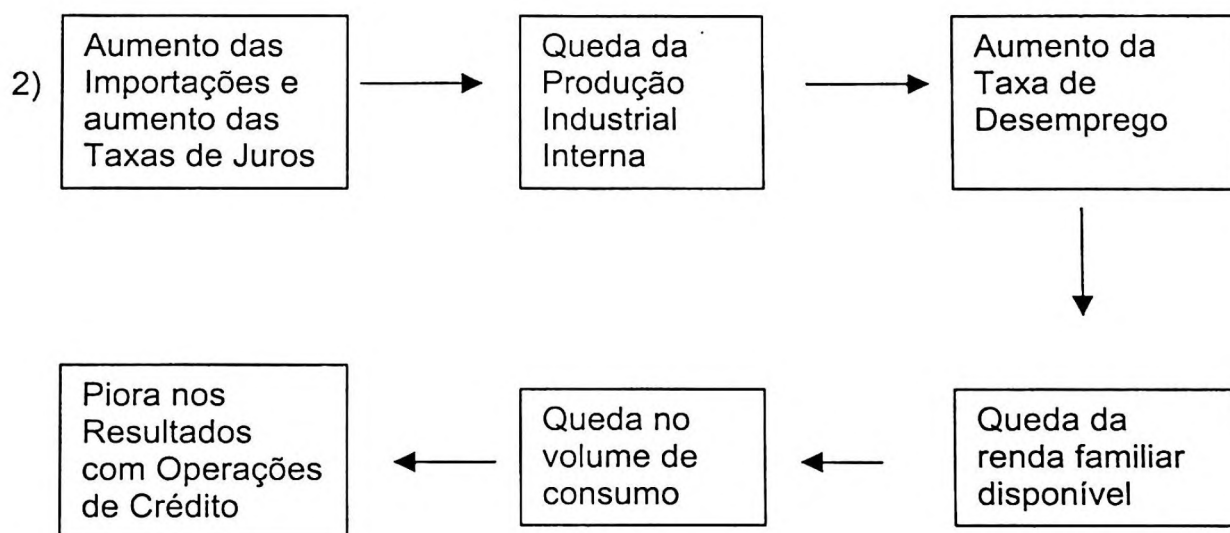 2)
Aumento das
Importações e
aumento das
Taxas de Juros
Queda da
Produção
Industrial
Interna
Aumento da
Taxa de
Desemprego
Queda da
renda familiar
disponível
Queda no
volume de
consumo
Piora nos
Resultados
com Operações
de Crédito